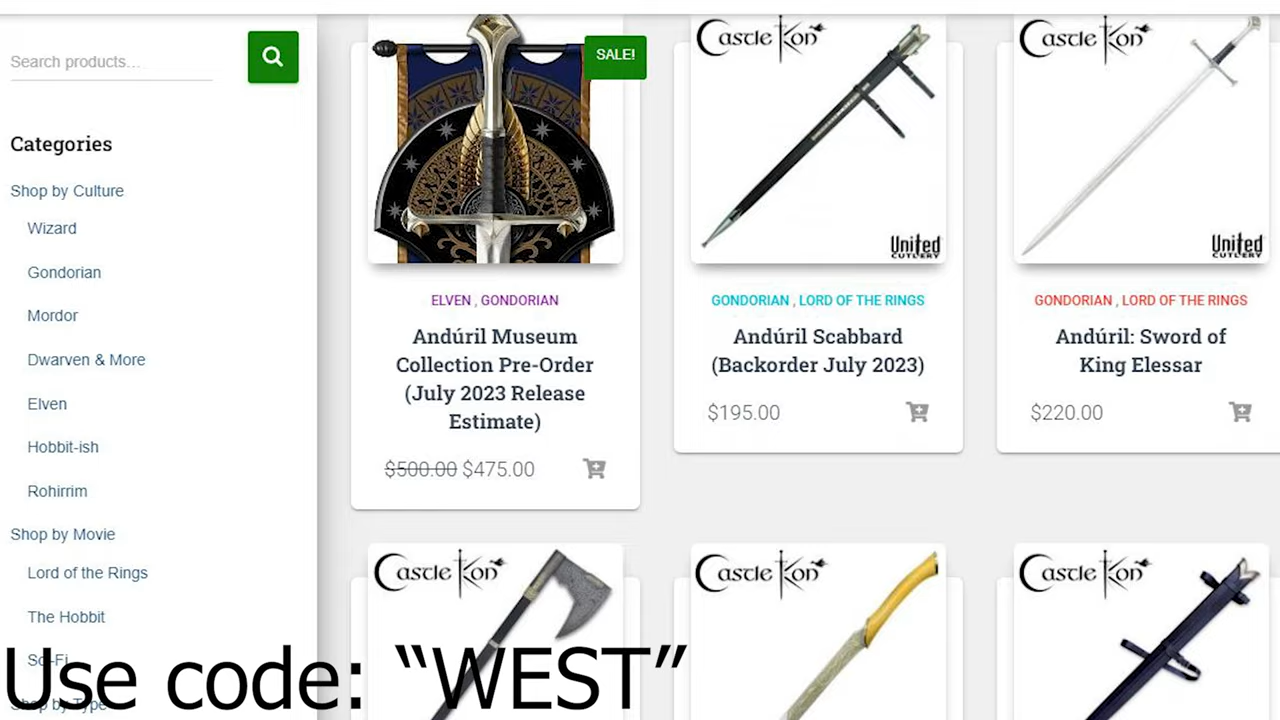 Search products…
Categories
Shop by Culture
Wizard
Gondorian
Mordor
Dwarven & More
Elven
Hobbit-ish
Rohirrim
Shop by Movie
Lord of the Rings
The Hobbit
Sci-Fi
Shop by Type
SALE!
ELVEN , GONDORIAN
Andúril Museum
Collection Pre-Order
(July 2023 Release
Estimate)
$500.00 $475.00
Castle Kon
United
CUTLERY
GONDORIAN , LORD OF THE RINGS
Andúril Scabbard
(Backorder July 2023)
$195.00
Castle Kon
United
CUTLERY
GONDORIAN , LORD OF THE RINGS
Andúril: Sword of
King Elessar
$220.00
Castle Kon
Castle Kon
Castle Kon
Use code: “WEST”